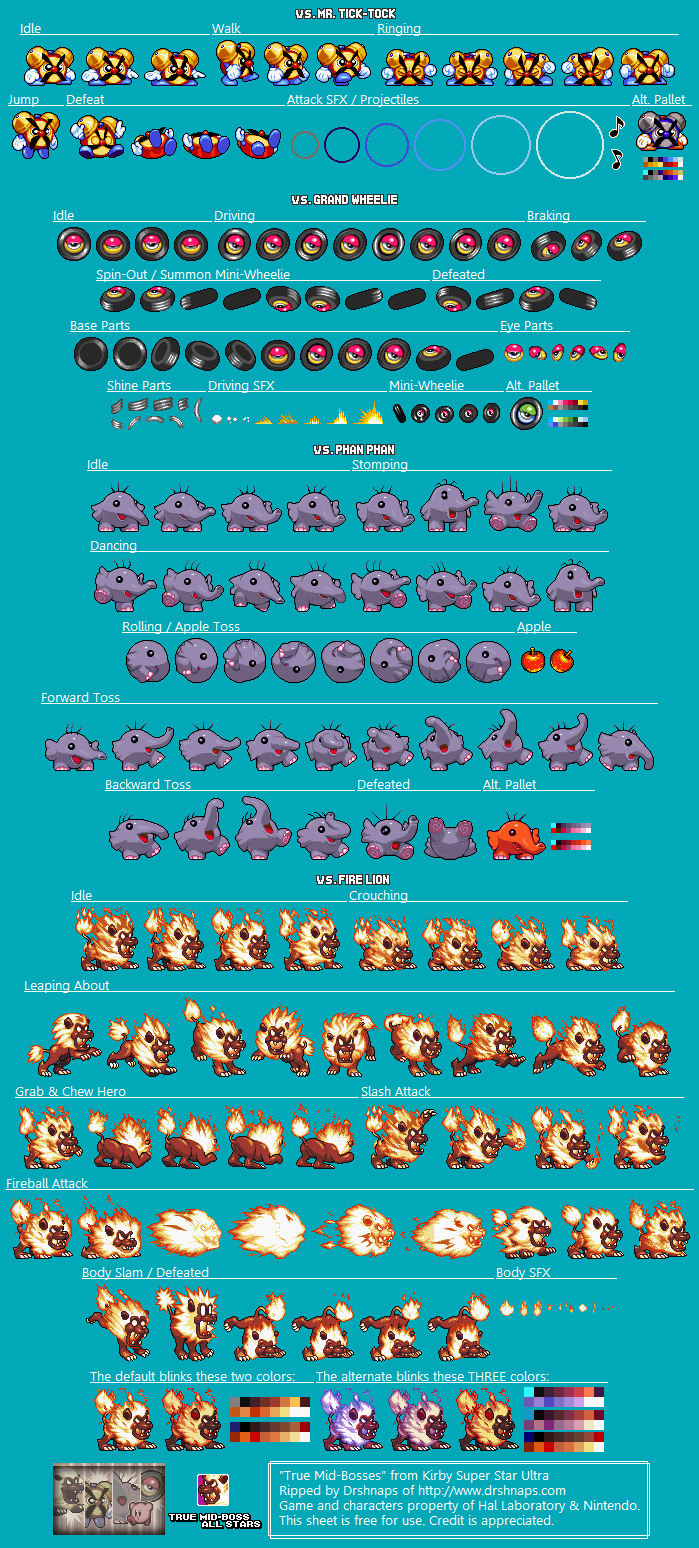 VS. MR. TICK-TOCK
Idle Walk Ringing
Jump Defeat Attack SFX / Projectiles Alt. Pallet
VS. GRAND WHEELIE
Idle Driving Braking
Spin-Out / Summon Mini-Wheelie Defeated
Base Parts Eye Parts
Shine Parts Driving SFX Mini-Wheelie Alt. Pallet
VS. PHAN PHAN
Idle Stomping
Dancing
Rolling / Apple Toss Apple
Forward Toss
Backward Toss Defeated Alt. Pallet
VS. FIRE LION
Idle Crouching
Leaping About
Grab & Chew Hero Slash Attack
Fireball Attack
Body Slam / Defeated Body SFX
The default blinks these two colors: The alternate blinks these THREE colors:
TRUE MID-BOSS
ALL STARS
"True Mid-Bosses" from Kirby Super Star Ultra
Ripped by Drshnaps of http://www.drshnaps.com
Game and characters property of Hal Laboratory & Nintendo.
This sheet is free for use. Credit is appreciated.